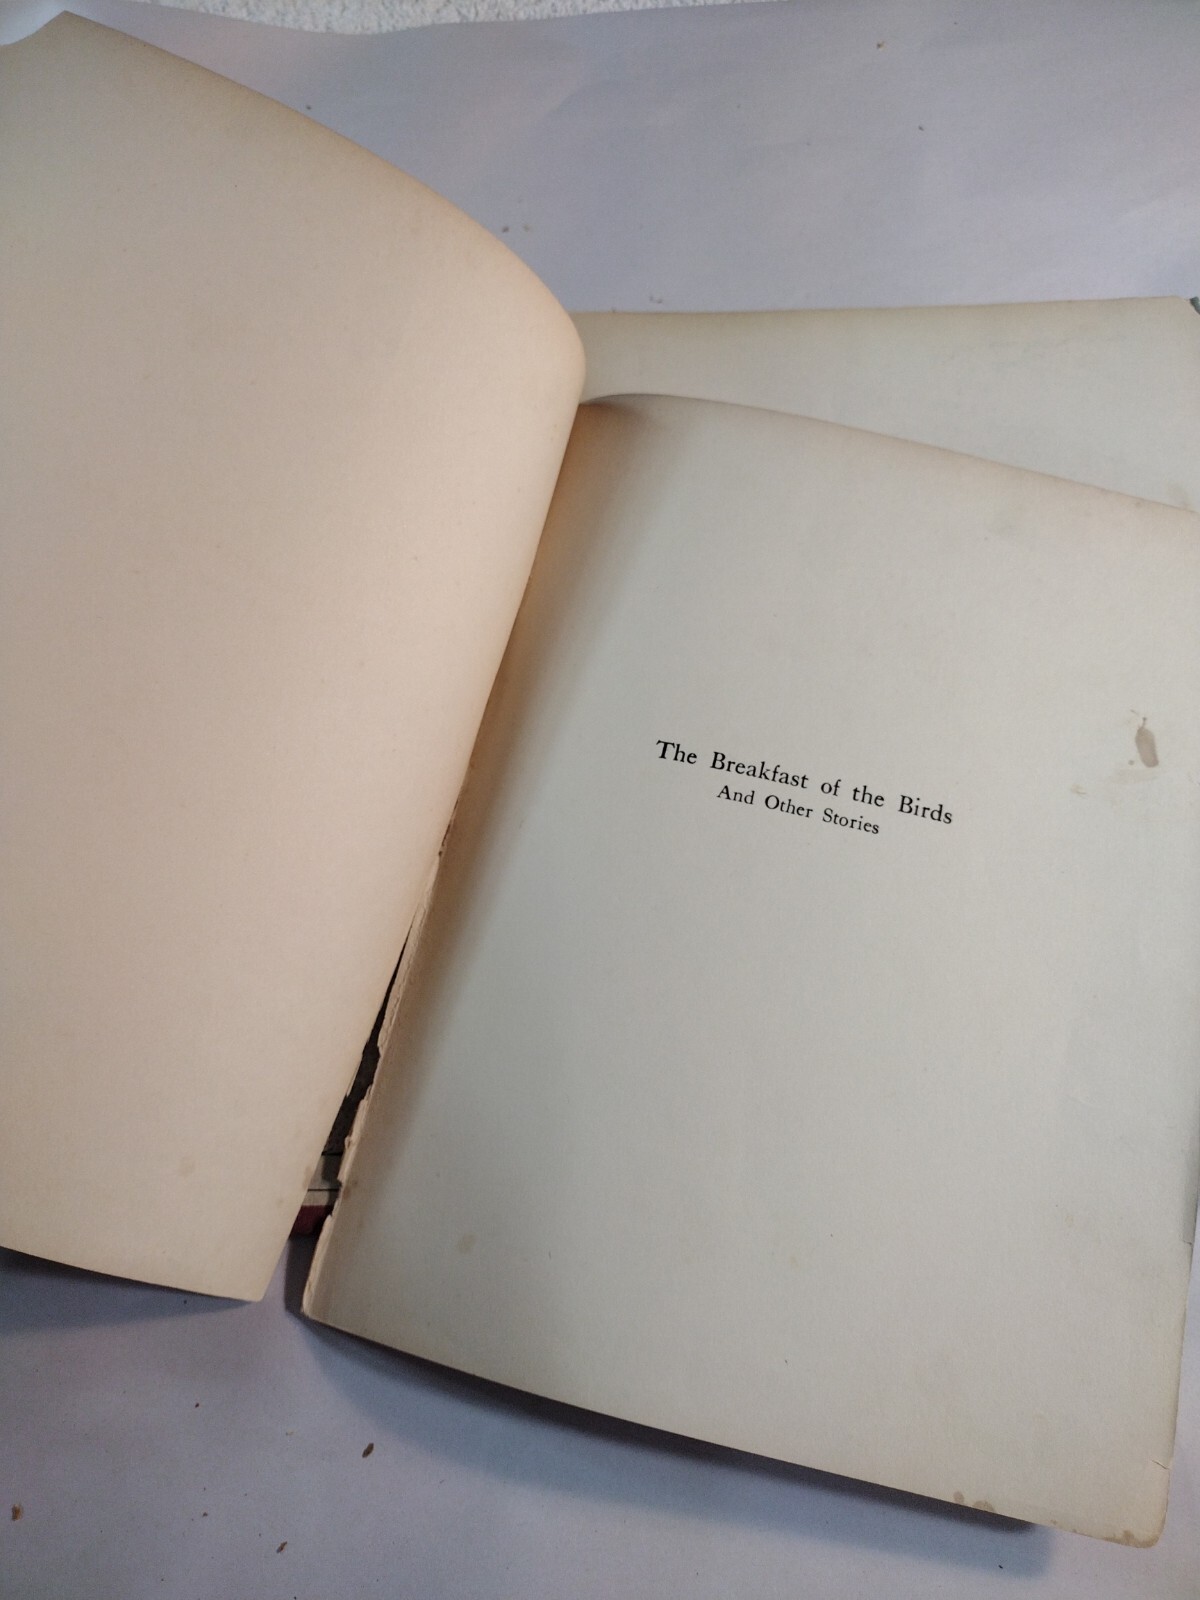 The Breakfast of the Birds
And Other Stories